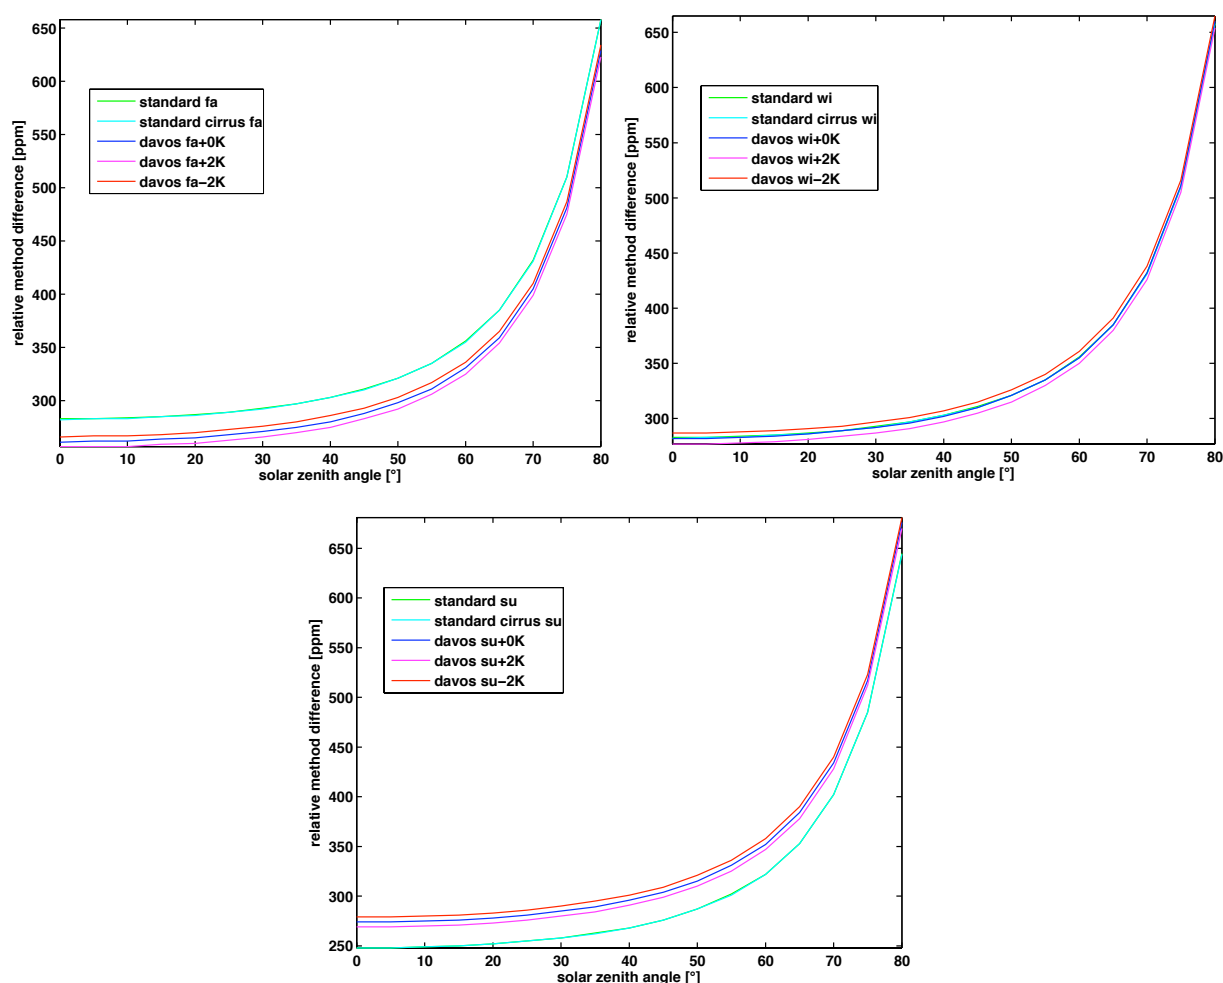 relative method difference [ppm]
650
600
550
500
450
400
350
300
standard fa
standard cirrus fa
davos fa+0K
davos fa+2K
davos fa−2K
0 10 20 30 40 50 60 70 80
solar zenith angle [°]
relative method difference [ppm]
650
600
550
500
450
400
350
300
standard wi
standard cirrus wi
davos wi+0K
davos wi+2K
davos wi−2K
0 10 20 30 40 50 60 70 80
solar zenith angle [°]
relative method difference [ppm]
650
600
550
500
450
400
350
300
250
standard su
standard cirrus su
davos su+0K
davos su+2K
davos su−2K
0 10 20 30 40 50 60 70 80
solar zenith angle [°]